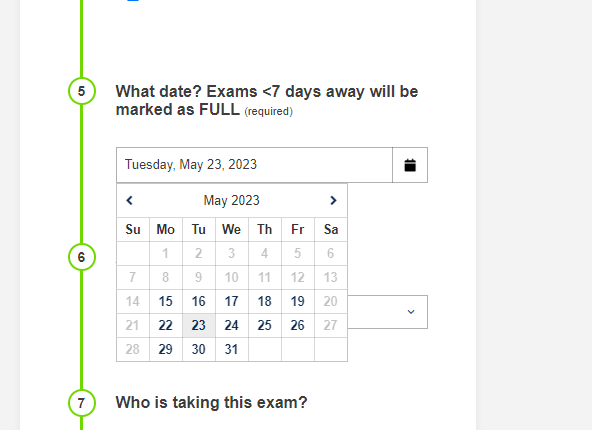 5
What date? Exams <7 days away will be
marked as FULL (required)
Tuesday, May 23, 2023
May 2023
Su Mo Tu We Th Fr Sa
1 2 3 4 5 6
7 8 9 10 11 12 13
14 15 16 17 18 19 20
21 22 23 24 25 26 27
28 29 30 31
6
7
Who is taking this exam?